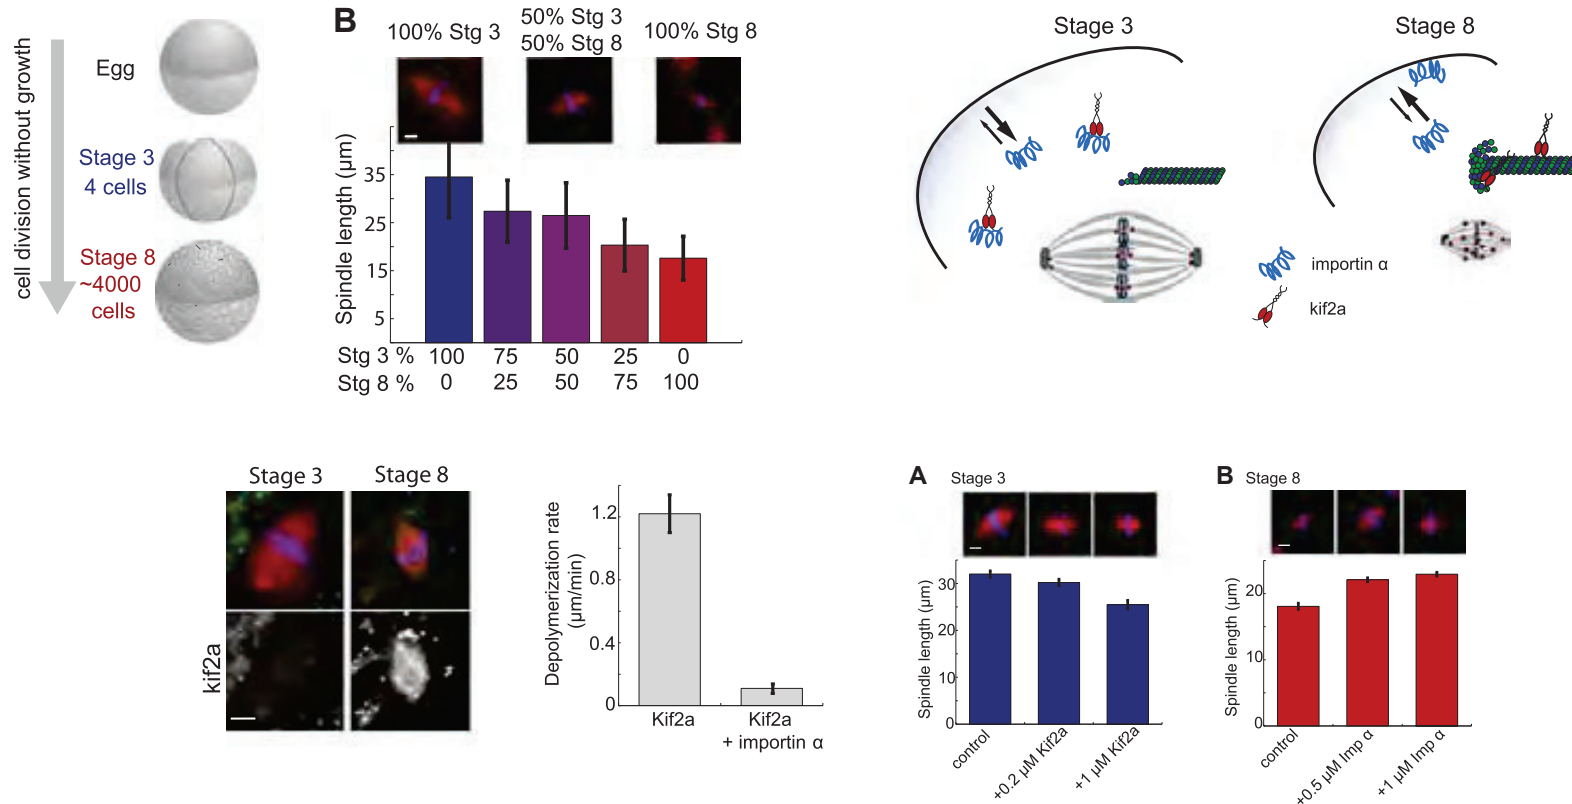 cell division without growth
Egg
Stage 3
4 cells
Stage 8
~4000
cells
B
100% Stg 3
50% Stg 3
50% Stg 8
100% Stg 8
Spindle length (µm)
35
25
15
5
Stg 3 % 100 75 50 25 0
Stg 8 % 0 25 50 75 100
Stage 3
Stage 8
importin α
kif2a
Stage 3
Stage 8
kif2a
Depolymerization rate
(µm/min)
1.2
0.8
0.4
0
Kif2a
Kif2a
+ importin α
A
Stage 3
Spindle length (µm)
30
20
10
0
control
+0.2 µM Kif2a
+1 µM Kif2a
B
Stage 8
Spindle length (µm)
20
10
0
control
+0.5 µM Imp α
+1 µM Imp α